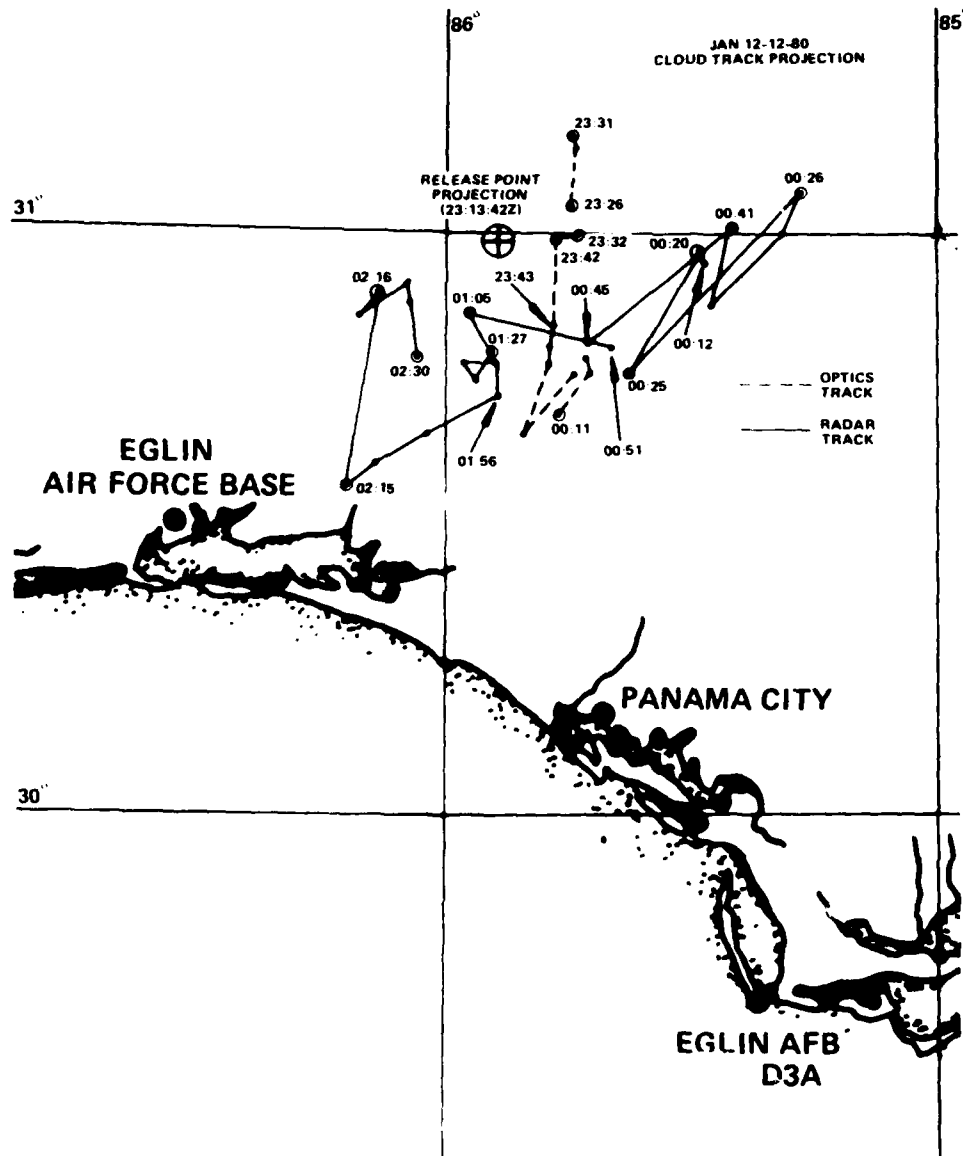 86°
85°
JAN 12-12-80
CLOUD TRACK PROJECTION
23:31
RELEASE POINT
PROJECTION
(23:13:42Z)
00:26
31°
23:26
00:41
23:32
00:20
23:42
23:43
00:45
02:16
01:05
01:27
00:12
02:30
00:25
OPTICS
TRACK
00:11
RADAR
TRACK
01:56
00:51
EGLIN
AIR FORCE BASE
02:15
PANAMA CITY
30°
EGLIN AFB
D3A